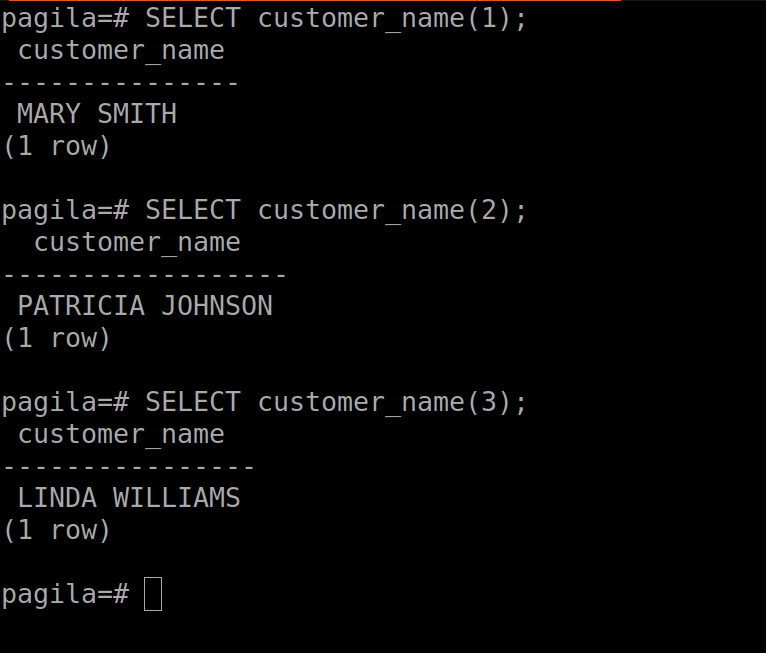 pagila=# SELECT customer_name(1);
 customer_name
---------------
 MARY SMITH
(1 row)

pagila=# SELECT customer_name(2);
  customer_name
------------------
 PATRICIA JOHNSON
(1 row)

pagila=# SELECT customer_name(3);
 customer_name
----------------
 LINDA WILLIAMS
(1 row)

pagila=#